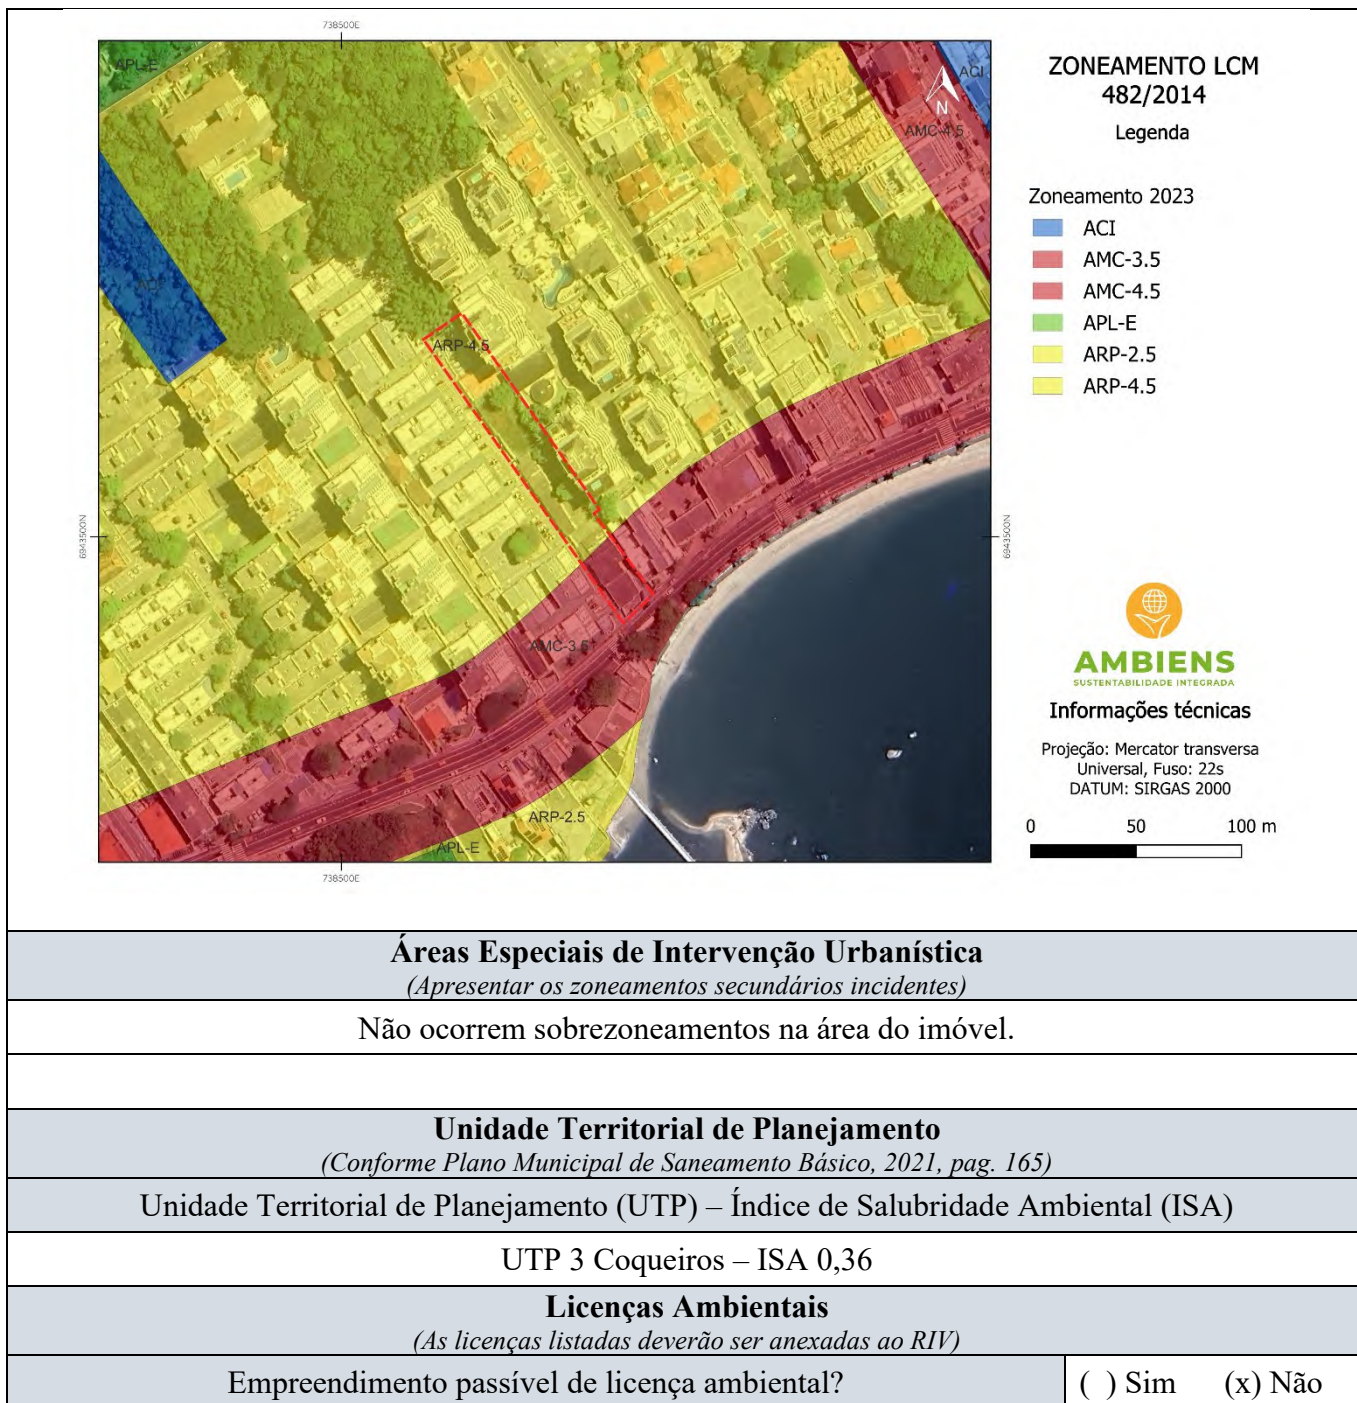 738500E
APL-E
ACI
AMC-4.5
N
ACI
ARP-4.5
6943500N
6943500N
AMC-3.5
ARP-2.5
APL-E
738500E
ZONEAMENTO LCM
482/2014
Legenda
Zoneamento 2023
ACI
AMC-3.5
AMC-4.5
APL-E
ARP-2.5
ARP-4.5
AMBIENS
SUSTENTABILIDADE INTEGRADA
Informações técnicas
Projeção: Mercator transversa
Universal, Fuso: 22s
DATUM: SIRGAS 2000
0 50 100 m
Áreas Especiais de Intervenção Urbanística
(Apresentar os zoneamentos secundários incidentes)
Não ocorrem sobrezoneamentos na área do imóvel.
Unidade Territorial de Planejamento
(Conforme Plano Municipal de Saneamento Básico, 2021, pag. 165)
Unidade Territorial de Planejamento (UTP) – Índice de Salubridade Ambiental (ISA)
UTP 3 Coqueiros – ISA 0,36
Licenças Ambientais
(As licenças listadas deverão ser anexadas ao RIV)
Empreendimento passível de licença ambiental? ( ) Sim (x) Não